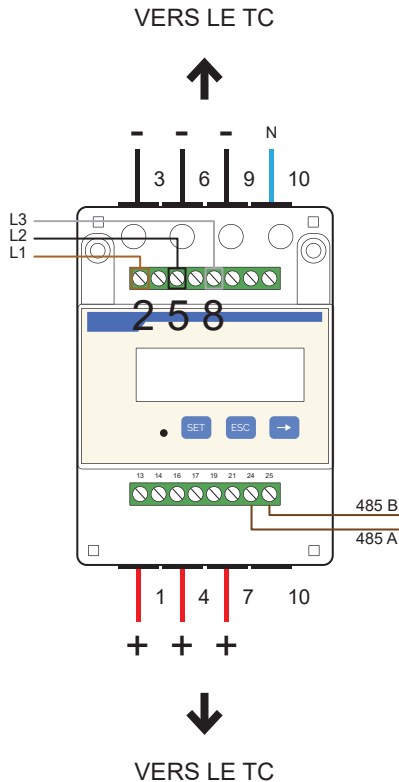 VERS LE TC
- - - N
3 6 9 10
L3
L2
L1
2 5 8
SET ESC →
13 14 16 17 19 21 24 25
485 B
485 A
1 4 7 10
+ + +
VERS LE TC